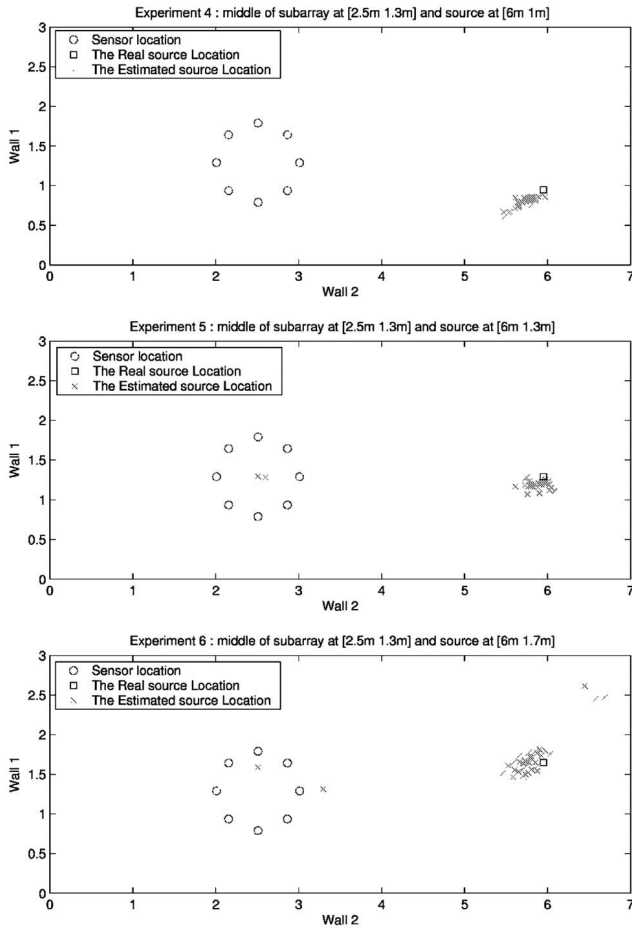 Experiment 4 : middle of subarray at [2.5m 1.3m] and source at [6m 1m]
3
Sensor location
The Real source Location
2.5
The Estimated source Location
2
Wall 1
1.5
1
0.5
0
0 1 2 3 4 5 6 7
Wall 2
Experiment 5 : middle of subarray at [2.5m 1.3m] and source at [6m 1.3m]
3
Sensor location
The Real source Location
2.5
The Estimated source Location
2
Wall 1
1.5
1
0.5
0
0 1 2 3 4 5 6 7
Wall 2
Experiment 6 : middle of subarray at [2.5m 1.3m] and source at [6m 1.7m]
3
Sensor location
The Real source Location
2.5
The Estimated source Location
2
Wall 1
1.5
1
0.5
0
0 1 2 3 4 5 6 7
Wall 2